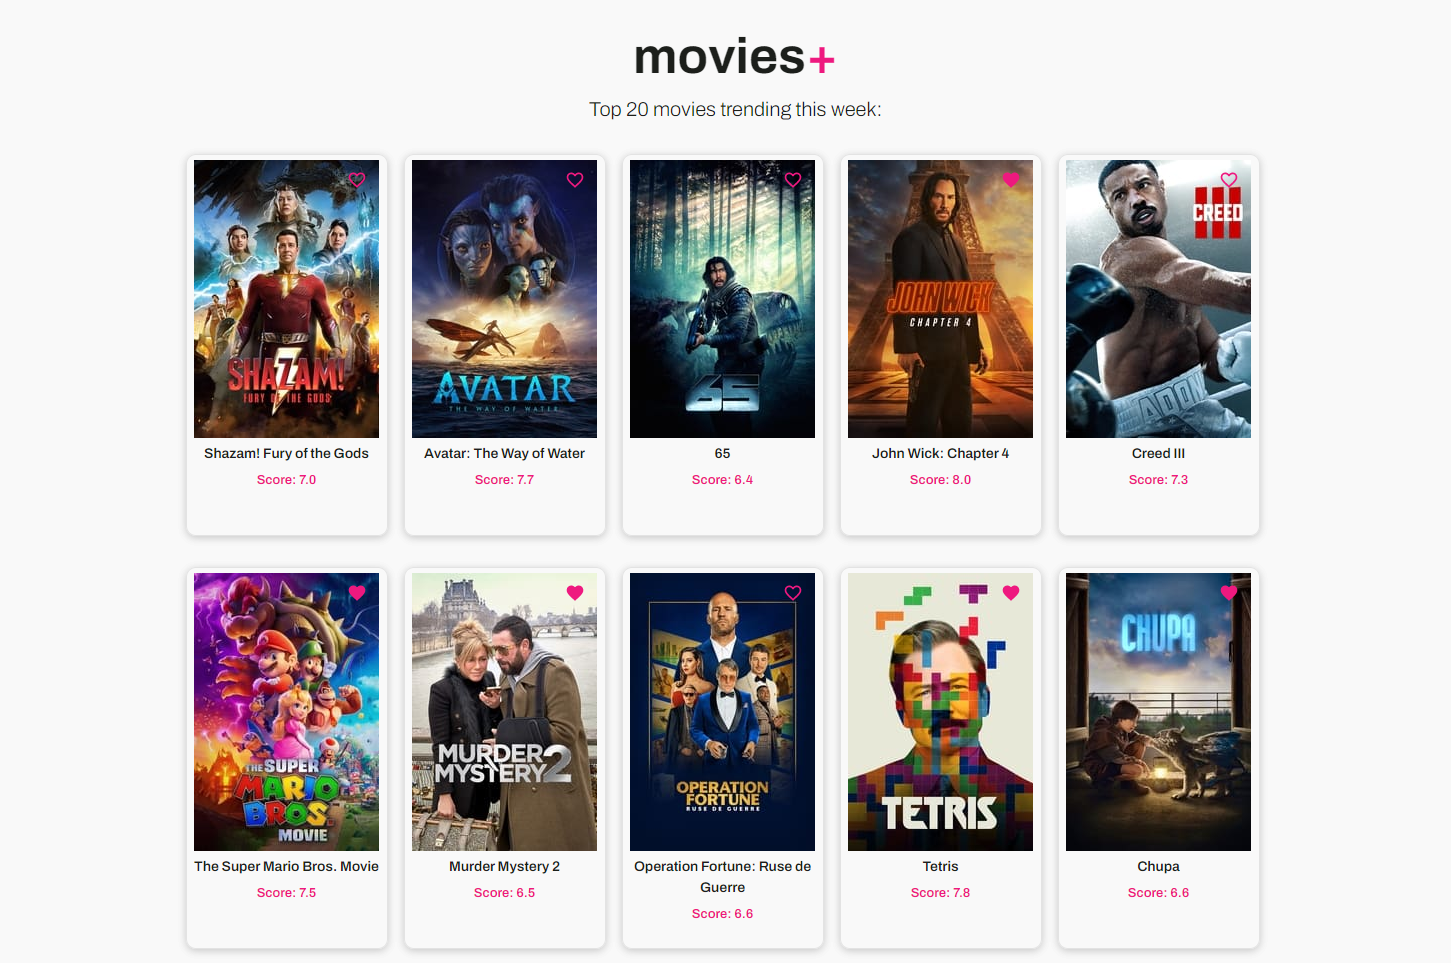 movies+
Top 20 movies trending this week:
SHAZAM!
FURY OF THE GODS
AVATAR
THE WAY OF WATER
65
JOHN WICK
CHAPTER 4
CREED
III
Shazam! Fury of the Gods
Avatar: The Way of Water
65
John Wick: Chapter 4
Creed III
Score: 7.0
Score: 7.7
Score: 6.4
Score: 8.0
Score: 7.3
THE SUPER
MARIO
BROS.
MOVIE
MURDER
MYSTERY 2
OPERATION
FORTUNE
RUSE DE GUERRE
TETRIS
CHUPA
The Super Mario Bros. Movie
Murder Mystery 2
Operation Fortune: Ruse de
Guerre
Tetris
Chupa
Score: 7.5
Score: 6.5
Score: 6.6
Score: 7.8
Score: 6.6